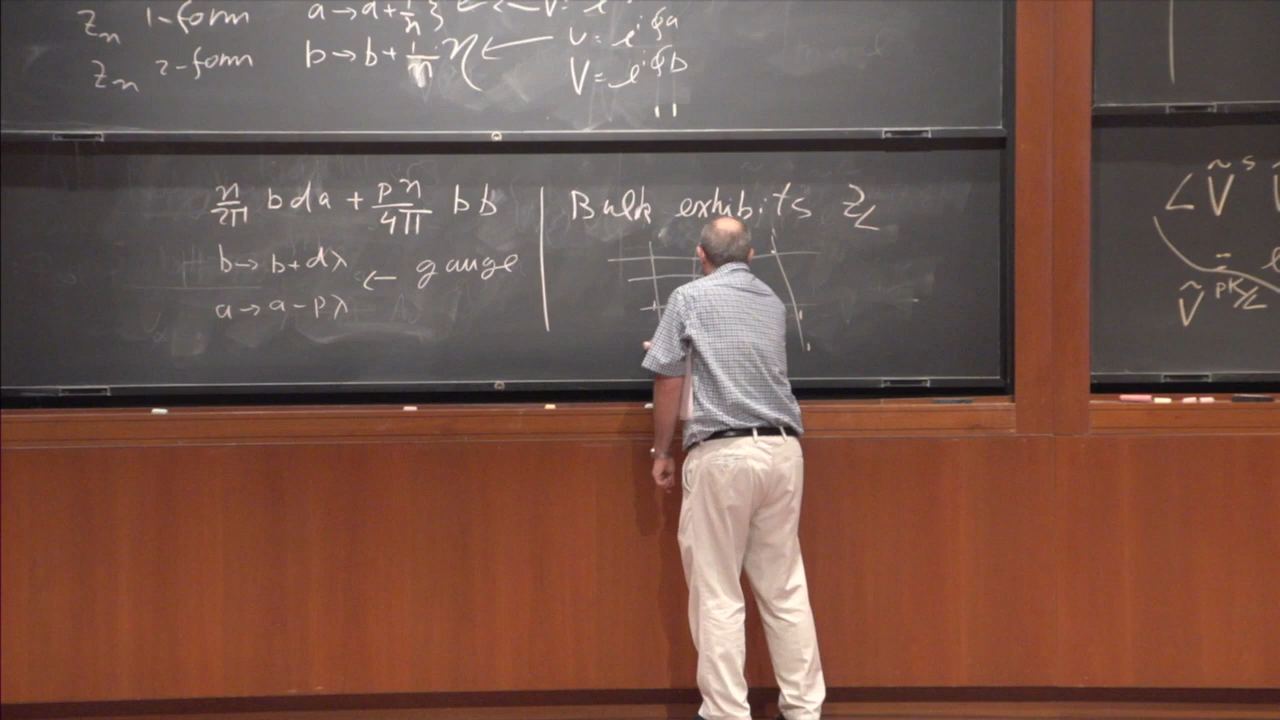 Z_n 1-form a→a+1/n ξ ← V=e
Z_n 2-form b→b+1/n η ← U=e^{i∮a}
V=e^{i∮b}
n/2π bda + pn/4π bb
b→b+dλ
a→a-pλ ← gauge
Bulk exhibits Z_L
<Ṽ^s Ṽ
Ṽ^{pK/L}